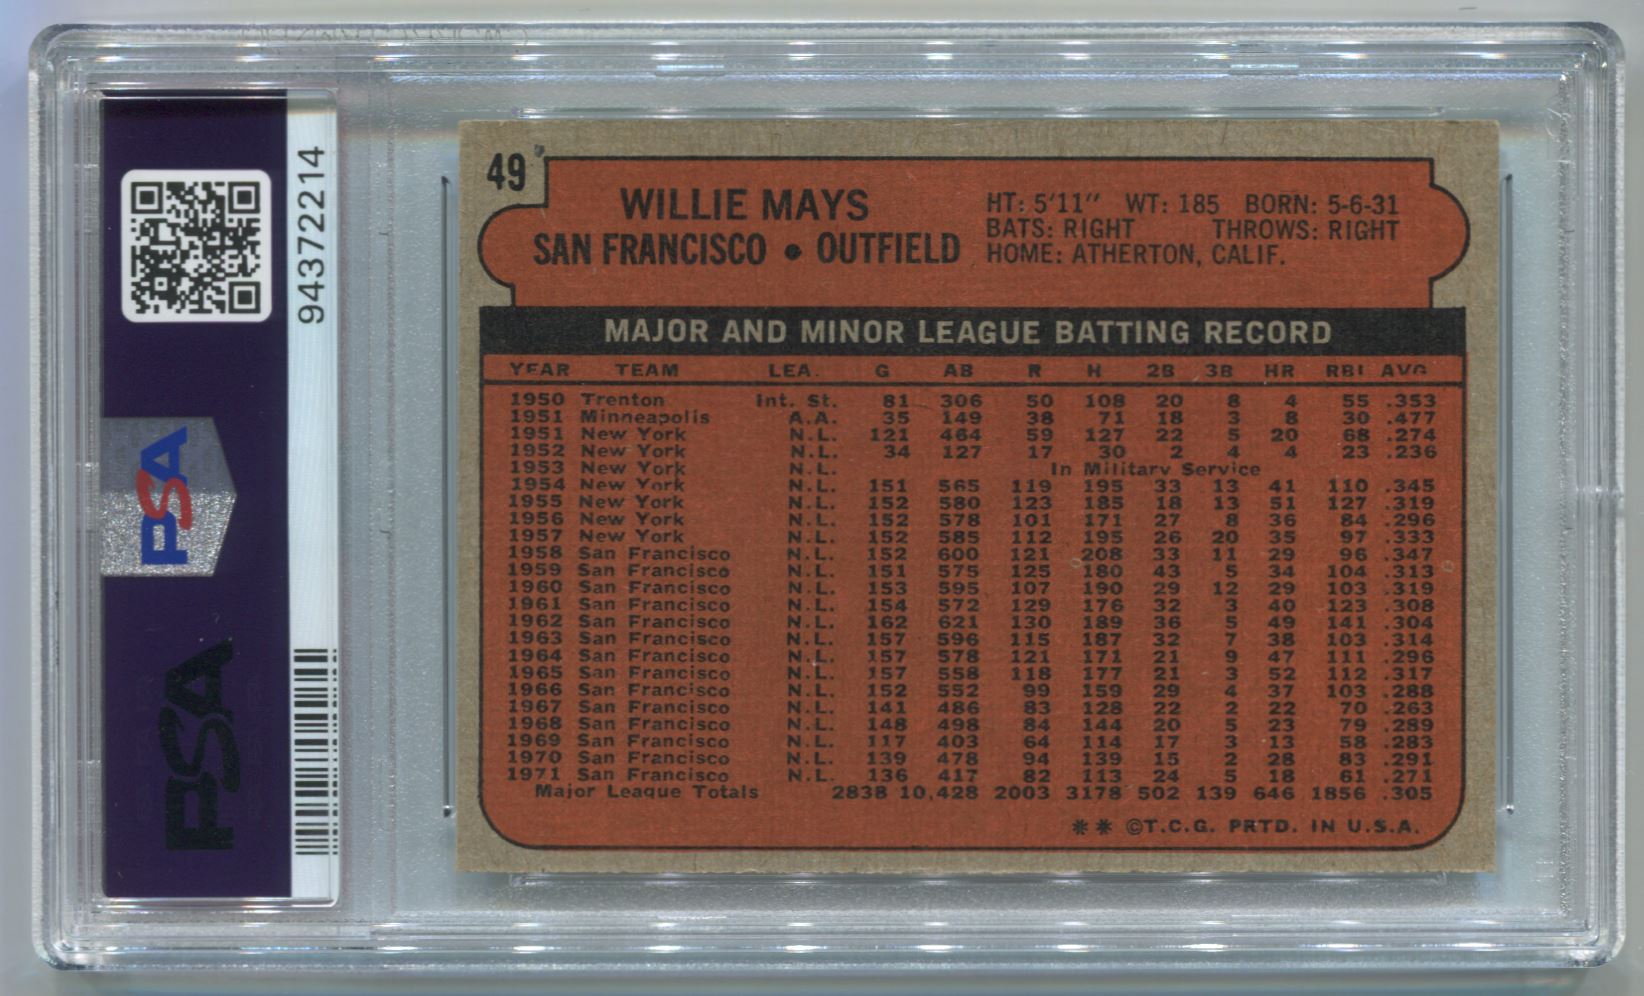 94372214
PSA
PSA
49
WILLIE MAYS
SAN FRANCISCO • OUTFIELD
HT: 5'11" WT: 185 BORN: 5-6-31
BATS: RIGHT THROWS: RIGHT
HOME: ATHERTON, CALIF.
MAJOR AND MINOR LEAGUE BATTING RECORD
YEAR TEAM LEA. G AB R H 2B 3B HR RBI AVG.
1950 Trenton Int. St. 81 306 50 108 20 8 4 55 .353
1951 Minneapolis A.A. 35 149 38 71 18 3 8 30 .477
1951 New York N.L. 121 464 59 127 22 5 20 68 .274
1952 New York N.L. 34 127 17 30 2 4 4 23 .236
1953 New York N.L. In Military Service
1954 New York N.L. 151 565 119 195 33 13 41 110 .345
1955 New York N.L. 152 580 123 185 18 13 51 127 .319
1956 New York N.L. 152 578 101 171 27 8 36 84 .296
1957 New York N.L. 152 585 112 195 26 20 35 97 .333
1958 San Francisco N.L. 152 600 121 208 33 11 29 96 .347
1959 San Francisco N.L. 151 575 125 180 43 5 34 104 .313
1960 San Francisco N.L. 153 595 107 190 29 12 29 103 .319
1961 San Francisco N.L. 154 572 129 176 32 3 40 123 .308
1962 San Francisco N.L. 162 621 130 189 36 5 49 141 .304
1963 San Francisco N.L. 157 596 115 187 32 7 38 103 .314
1964 San Francisco N.L. 157 578 121 171 21 9 47 111 .296
1965 San Francisco N.L. 157 558 118 177 21 3 52 112 .317
1966 San Francisco N.L. 152 552 99 159 29 4 37 103 .288
1967 San Francisco N.L. 141 486 83 128 22 2 22 70 .263
1968 San Francisco N.L. 148 498 84 144 20 5 23 79 .289
1969 San Francisco N.L. 117 403 64 114 17 3 13 58 .283
1970 San Francisco N.L. 139 478 94 139 15 2 28 83 .291
1971 San Francisco N.L. 136 417 82 113 24 5 18 61 .271
Major League Totals 2838 10,428 2003 3178 502 139 646 1856 .305
** ©T.C.G. PRTD. IN U.S.A.